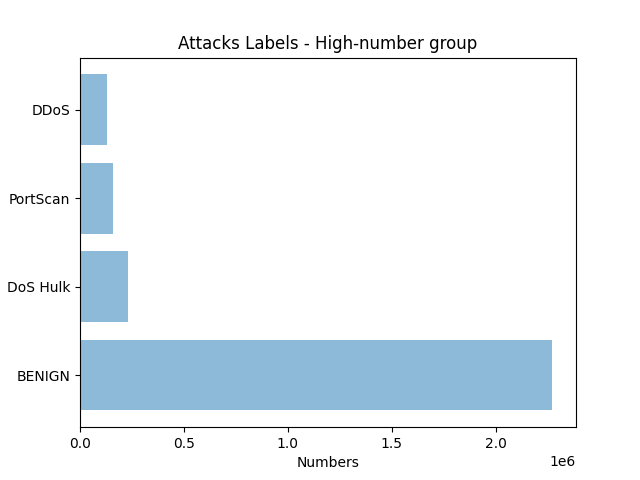 Attacks Labels - High-number group
DDoS
PortScan
DoS Hulk
BENIGN
0.0 0.5 1.0 1.5 2.0
Numbers 1e6